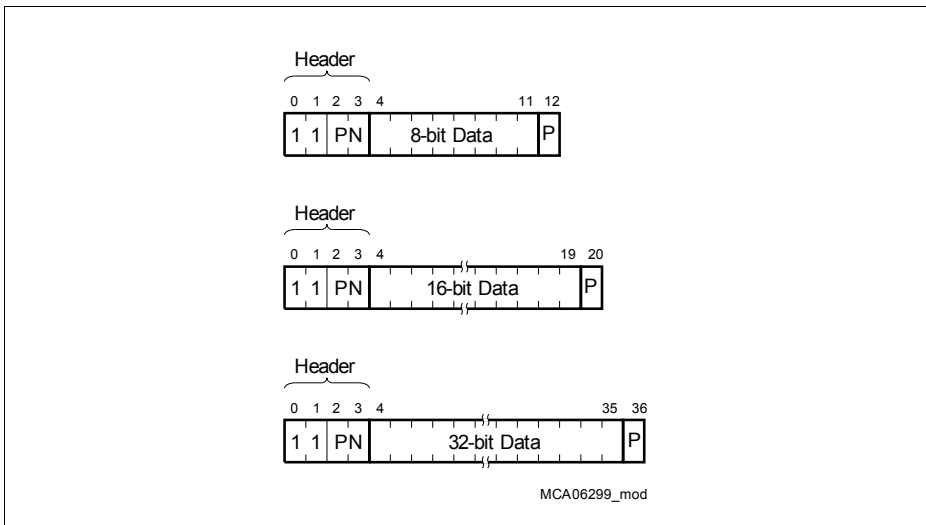 Header
0 1 2 3 4 11 12
1 1 PN 8-bit Data P
Header
0 1 2 3 4 19 20
1 1 PN 16-bit Data P
Header
0 1 2 3 4 35 36
1 1 PN 32-bit Data P
MCA06299_mod